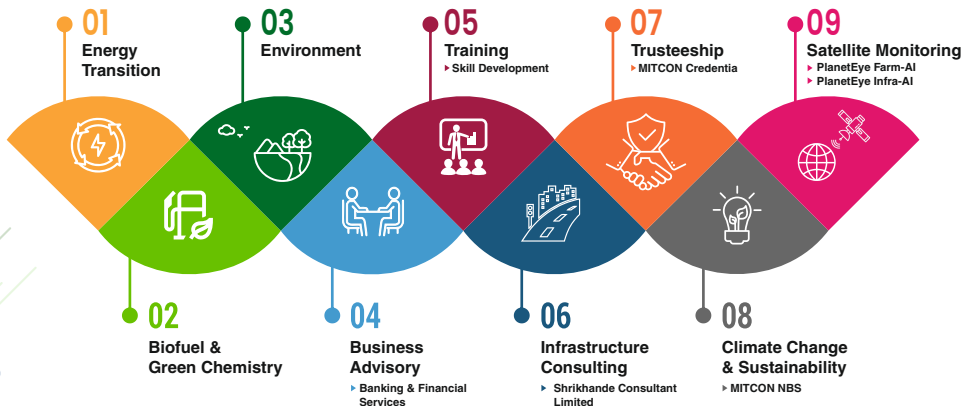 01
Energy
Transition
02
Biofuel &
Green Chemistry
03
Environment
04
Business
Advisory
Banking & Financial
Services
05
Training
Skill Development
06
Infrastructure
Consulting
Shrikhande Consultant
Limited
07
Trusteeship
MITCON Credentia
08
Climate Change
& Sustainability
MITCON NBS
09
Satellite Monitoring
PlanetEye Farm-AI
PlanetEye Infra-AI